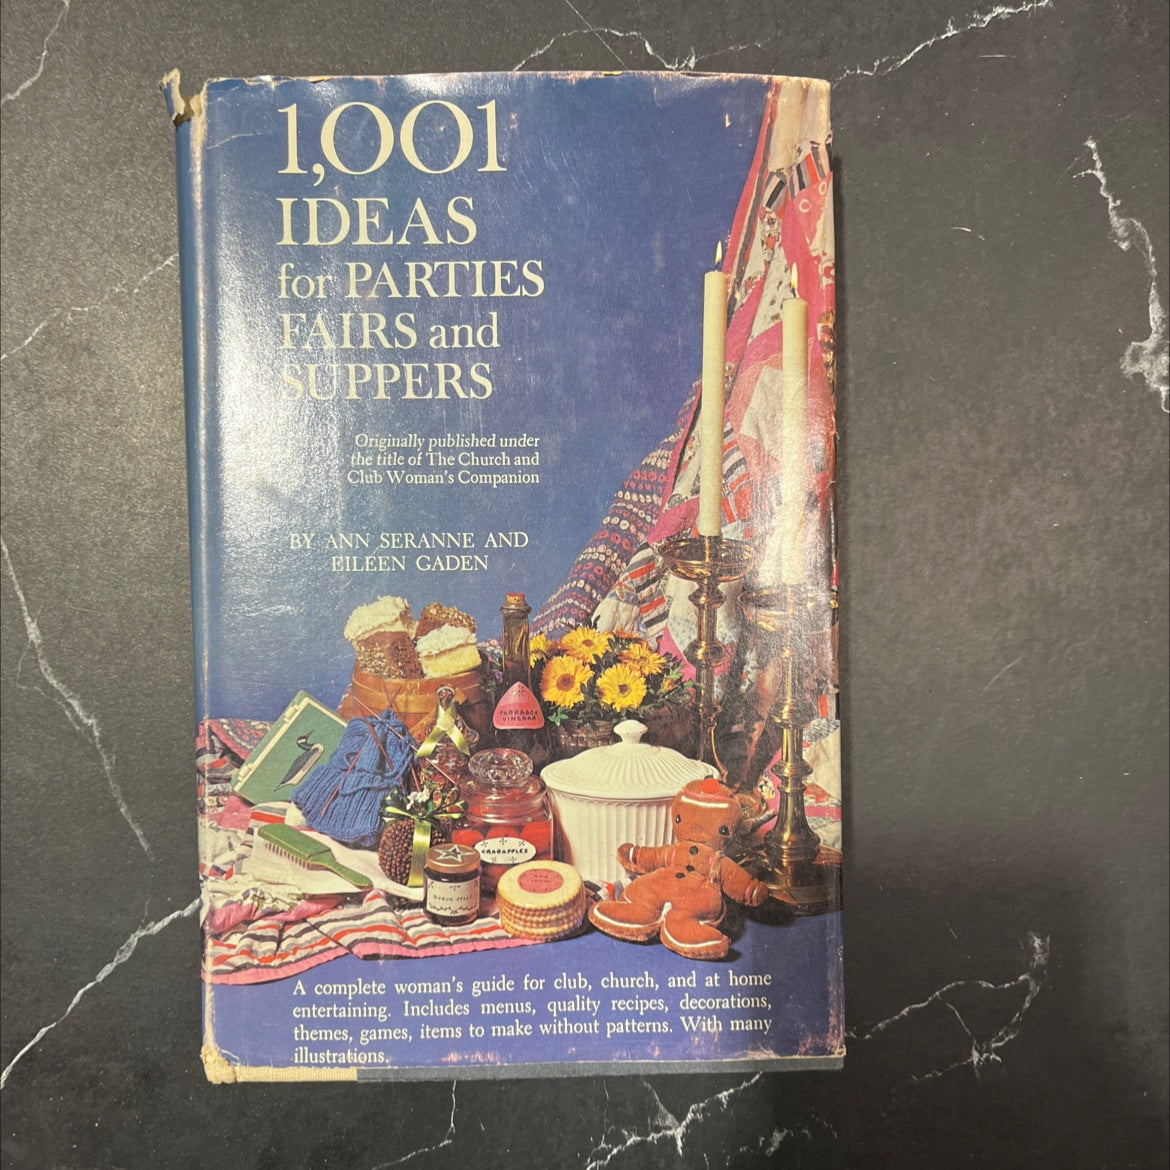 1,001
IDEAS
for PARTIES
FAIRS and
SUPPERS
Originally published under
the title of The Church and
Club Woman's Companion
BY ANN SERANNE AND
EILEEN GADEN
TARRAGON
VINEGAR
CRABAPPLES
GUAVA JELLY
A complete woman's guide for club, church, and at home
entertaining. Includes menus, quality recipes, decorations,
themes, games, items to make without patterns. With many
illustrations.